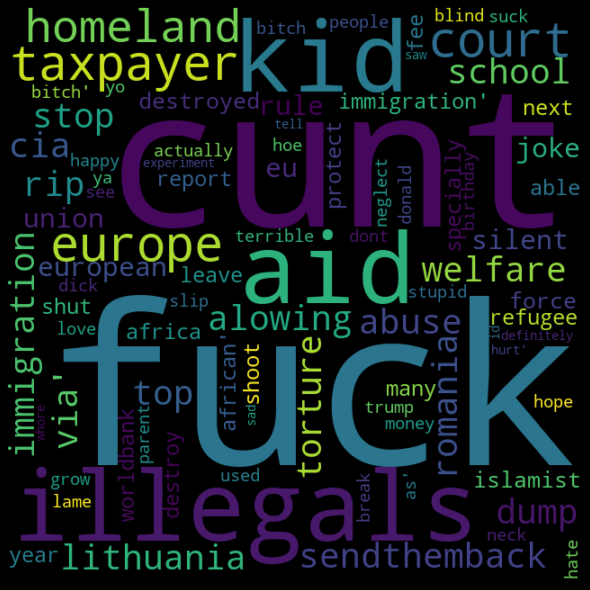 homeland
kid
bitch
people
fee
blind
suck
taxpayer
saw
court
bitch'
yo
destroyed
rule
immigration'
school
next
stop
cunt
cia
happy
actually
hoe
tell
experiment
protect
neglect
donald
specially
birthday
joke
rip
ya
see
report
eu
able
union
europe
terrible
dont
silent
immigration
european
dick
leave
aid
stupid
welfare
shut
slip
love
africa
alowing
abuse
force
refugee
definitely
via'
fuck
top
african'
sad
shoot
torture
many
trump
money
romaniae
id
hurt'
hope
whore
parent
illegals
grow
lame
worldbank
destroy
used
break
as'
islamist
dump
neck
year
lithuania
sendthemback
hate